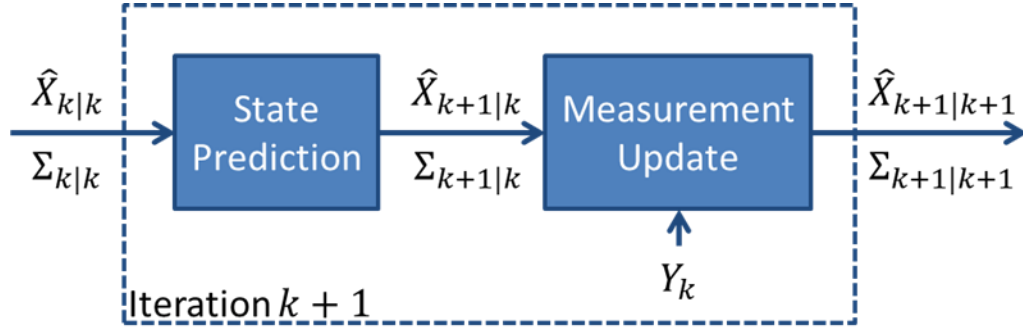 X̂ₖ|ₖ
Σₖ|ₖ
State
Prediction
X̂ₖ₊₁|ₖ
Σₖ₊₁|ₖ
Measurement
Update
X̂ₖ₊₁|ₖ₊₁
Σₖ₊₁|ₖ₊₁
Yₖ
Iteration k + 1